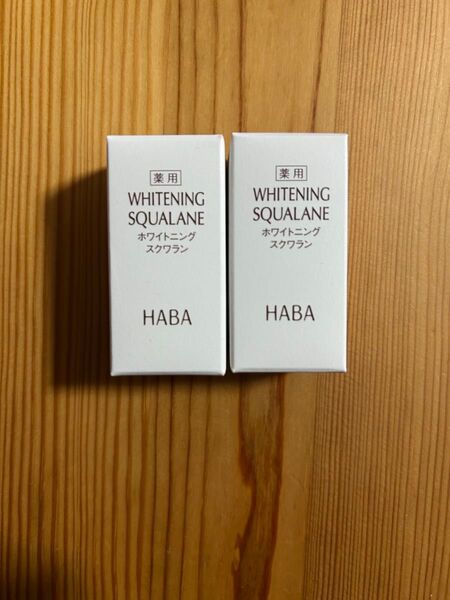 薬用
WHITENING
SQUALANE
ホワイトニング
スクワラン
HABA
薬用
WHITENING
SQUALANE
ホワイトニング
スクワラン
HABA